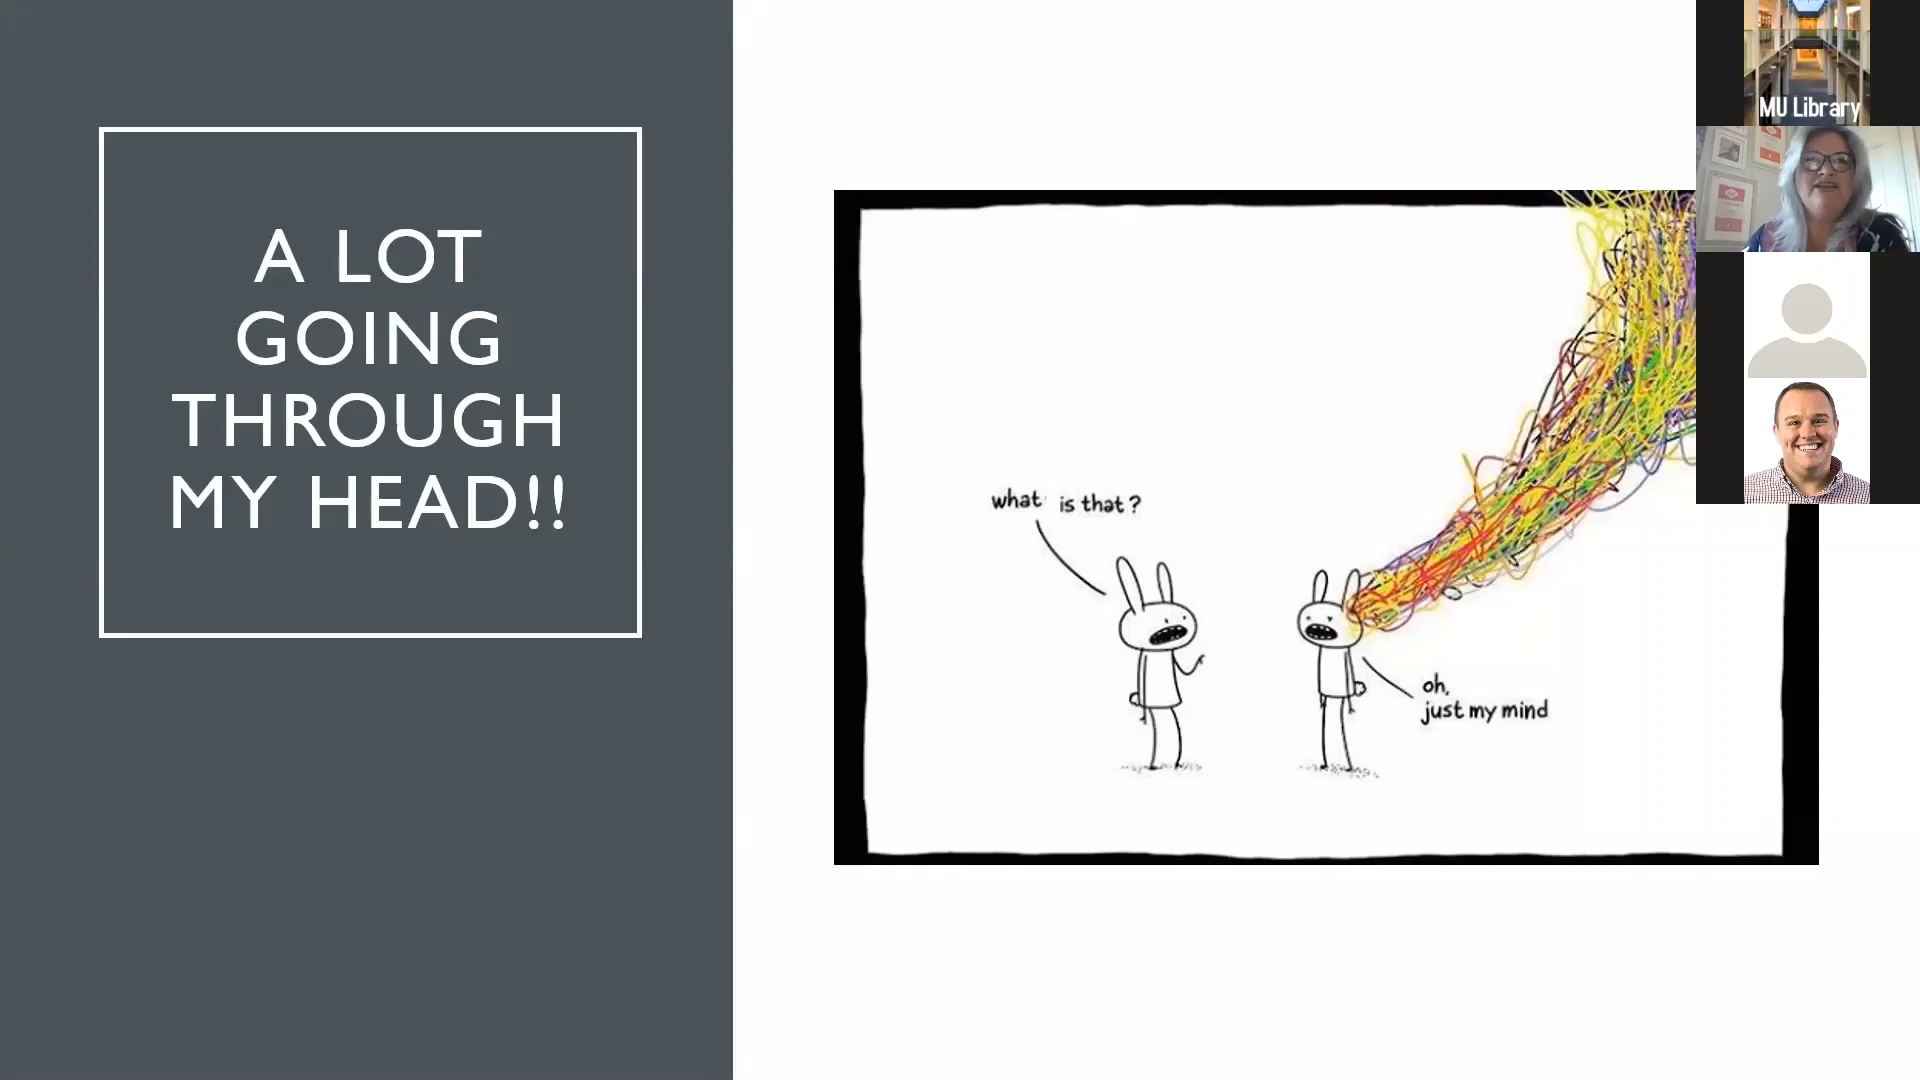 A LOT
GOING
THROUGH
MY HEAD!!
what is that?
oh,
just my mind
MU Library